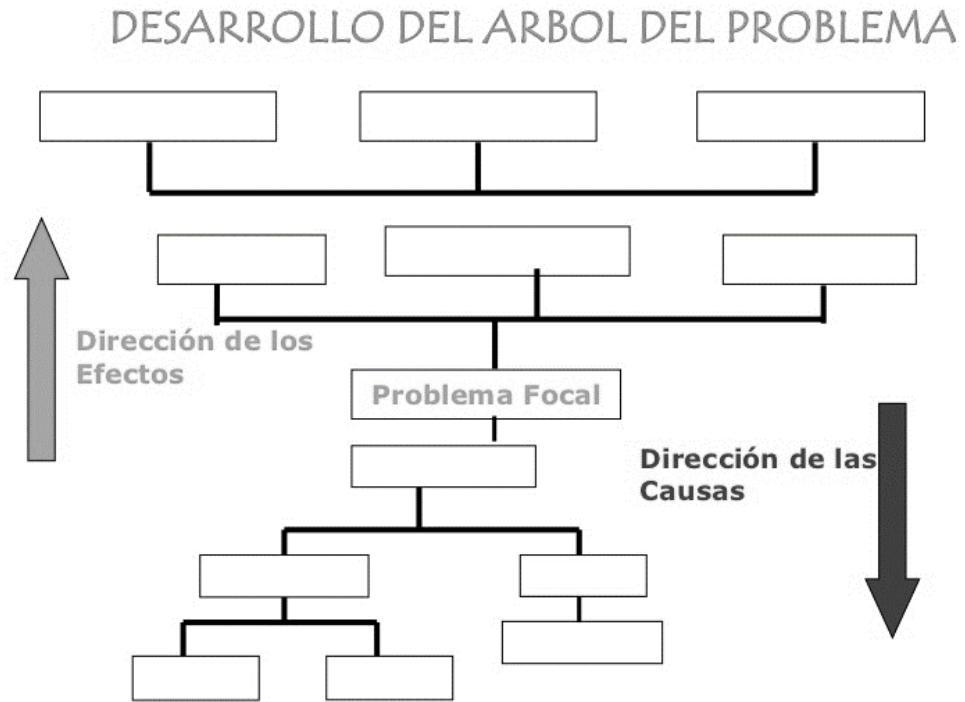 DESARROLLO DEL ARBOL DEL PROBLEMA
Dirección de los
Efectos
Problema Focal
Dirección de las
Causas